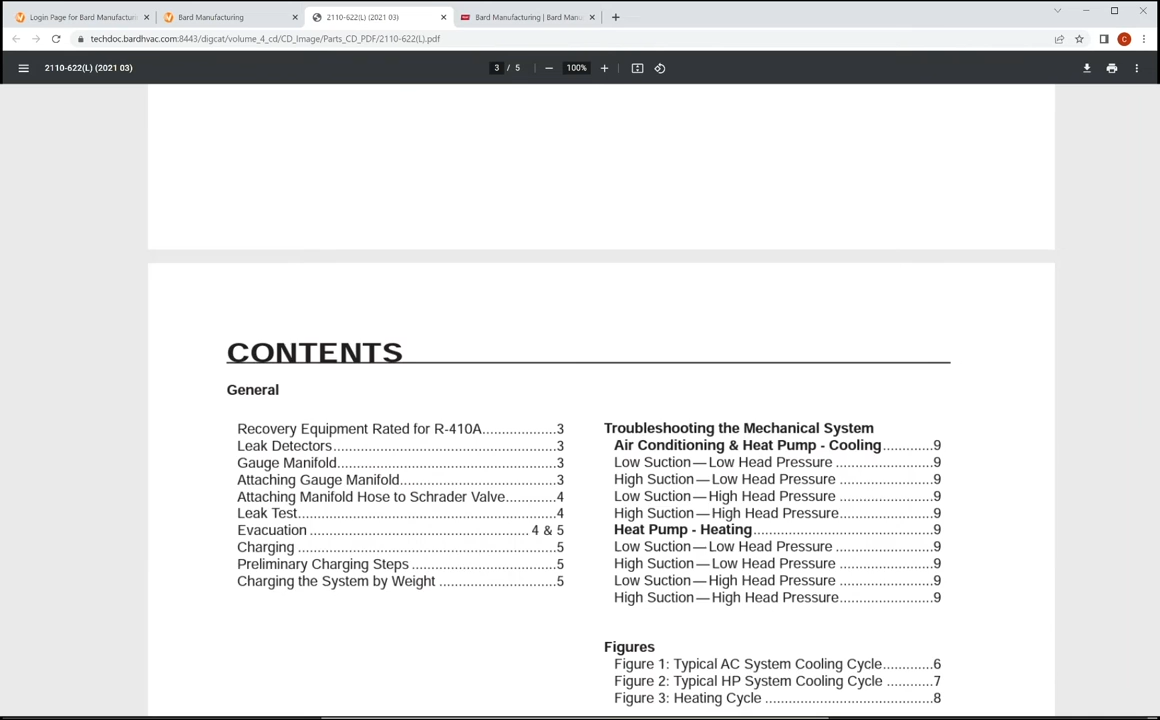 Login Page for Bard Manufacturi
Bard Manufacturing
2110-622(L) (2021 03)
Bard Manufacturing | Bard Manu
techdoc.bardhvac.com:8443/digcat/volume_4_cd/CD_Image/Parts_CD_PDF/2110-622(L).pdf
C
2110-622(L) (2021 03)
3 / 5
100%
CONTENTS
General
Recovery Equipment Rated for R-410A..................3
Leak Detectors.......................................................3
Gauge Manifold......................................................3
Attaching Gauge Manifold.......................................3
Attaching Manifold Hose to Schrader Valve............4
Leak Test................................................................4
Evacuation ..................................................... 4 & 5
Charging ................................................................5
Preliminary Charging Steps ...................................5
Charging the System by Weight ............................5
Troubleshooting the Mechanical System
Air Conditioning & Heat Pump - Cooling............9
Low Suction—Low Head Pressure .......................9
High Suction—Low Head Pressure .......................9
Low Suction—High Head Pressure .......................9
High Suction—High Head Pressure.......................9
Heat Pump - Heating...........................................9
Low Suction—Low Head Pressure .......................9
High Suction—Low Head Pressure .......................9
Low Suction—High Head Pressure .......................9
High Suction—High Head Pressure.......................9
Figures
Figure 1: Typical AC System Cooling Cycle............6
Figure 2: Typical HP System Cooling Cycle ...........7
Figure 3: Heating Cycle ........................................8